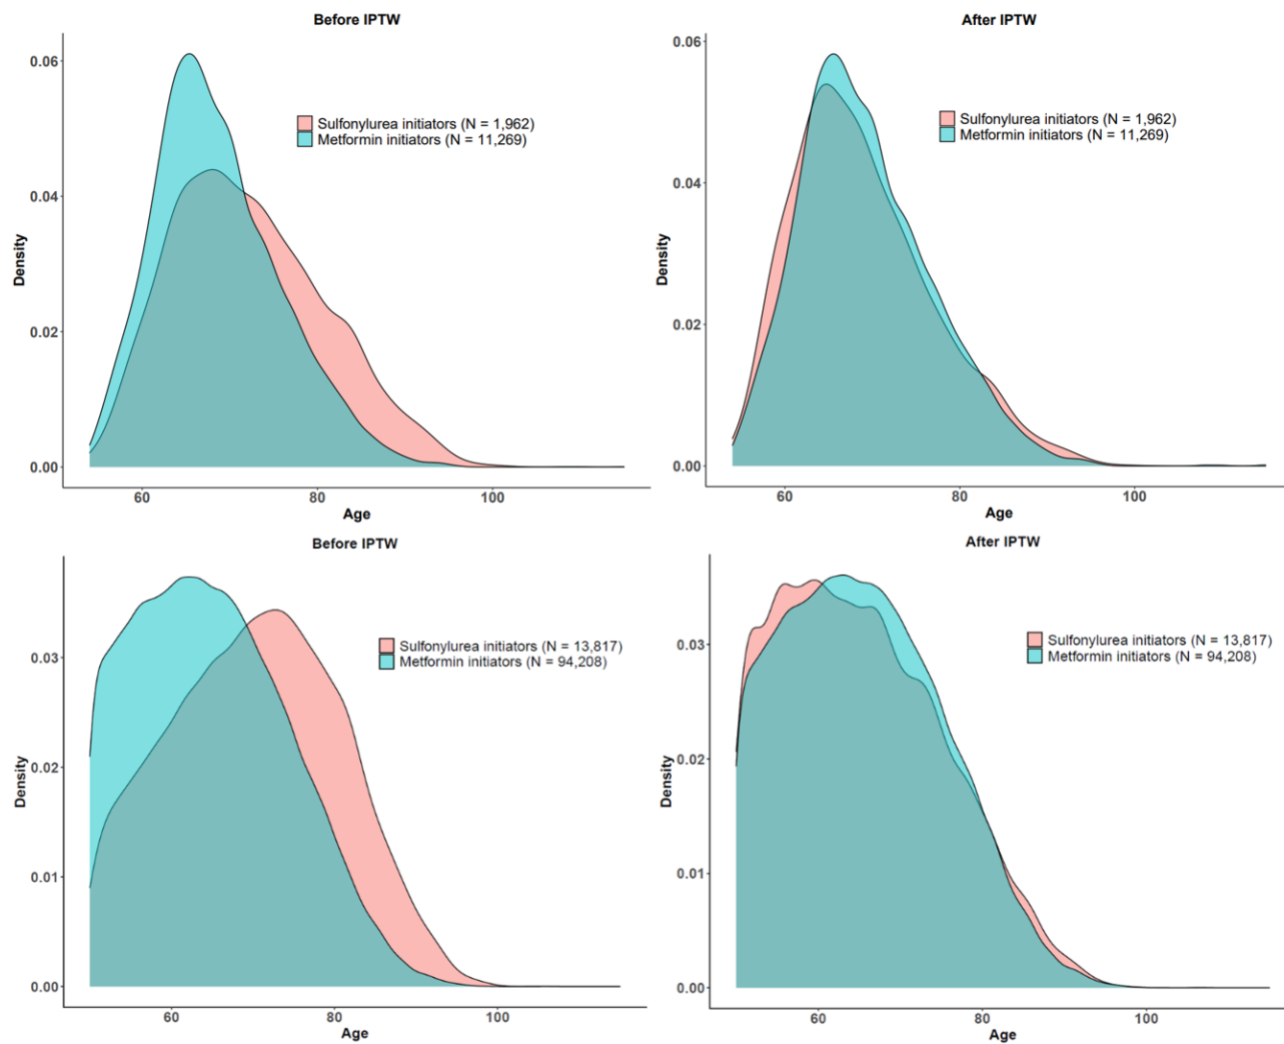 Before IPTW
0.06
0.04
0.02
0.00
Density
Sulfonylurea initiators (N = 1,962)
Metformin initiators (N = 11,269)
60 80 100
Age
After IPTW
0.06
0.04
0.02
0.00
Density
Sulfonylurea initiators (N = 1,962)
Metformin initiators (N = 11,269)
60 80 100
Age
Before IPTW
0.03
0.02
0.01
0.00
Density
Sulfonylurea initiators (N = 13,817)
Metformin initiators (N = 94,208)
60 80 100
Age
After IPTW
0.03
0.02
0.01
0.00
Density
Sulfonylurea initiators (N = 13,817)
Metformin initiators (N = 94,208)
60 80 100
Age